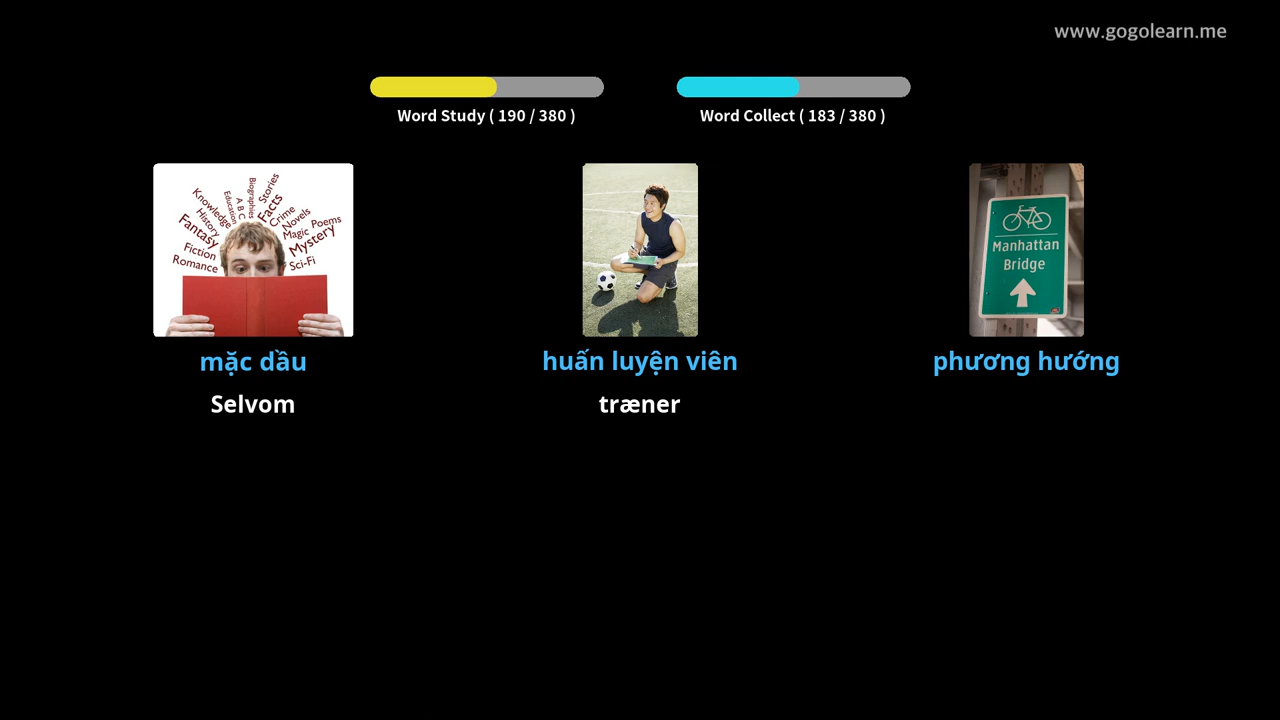 www.gogolearn.me
Word Study ( 190 / 380 )
Word Collect ( 183 / 380 )
Stories
Biographies
Facts
A B C
Crime
Education
Novels
Knowledge
Poems
History
Magic
Fantasy
Mystery
Fiction
Sci-Fi
Romance
Manhattan
Bridge
mặc dầu
huấn luyện viên
phương hướng
Selvom
træner